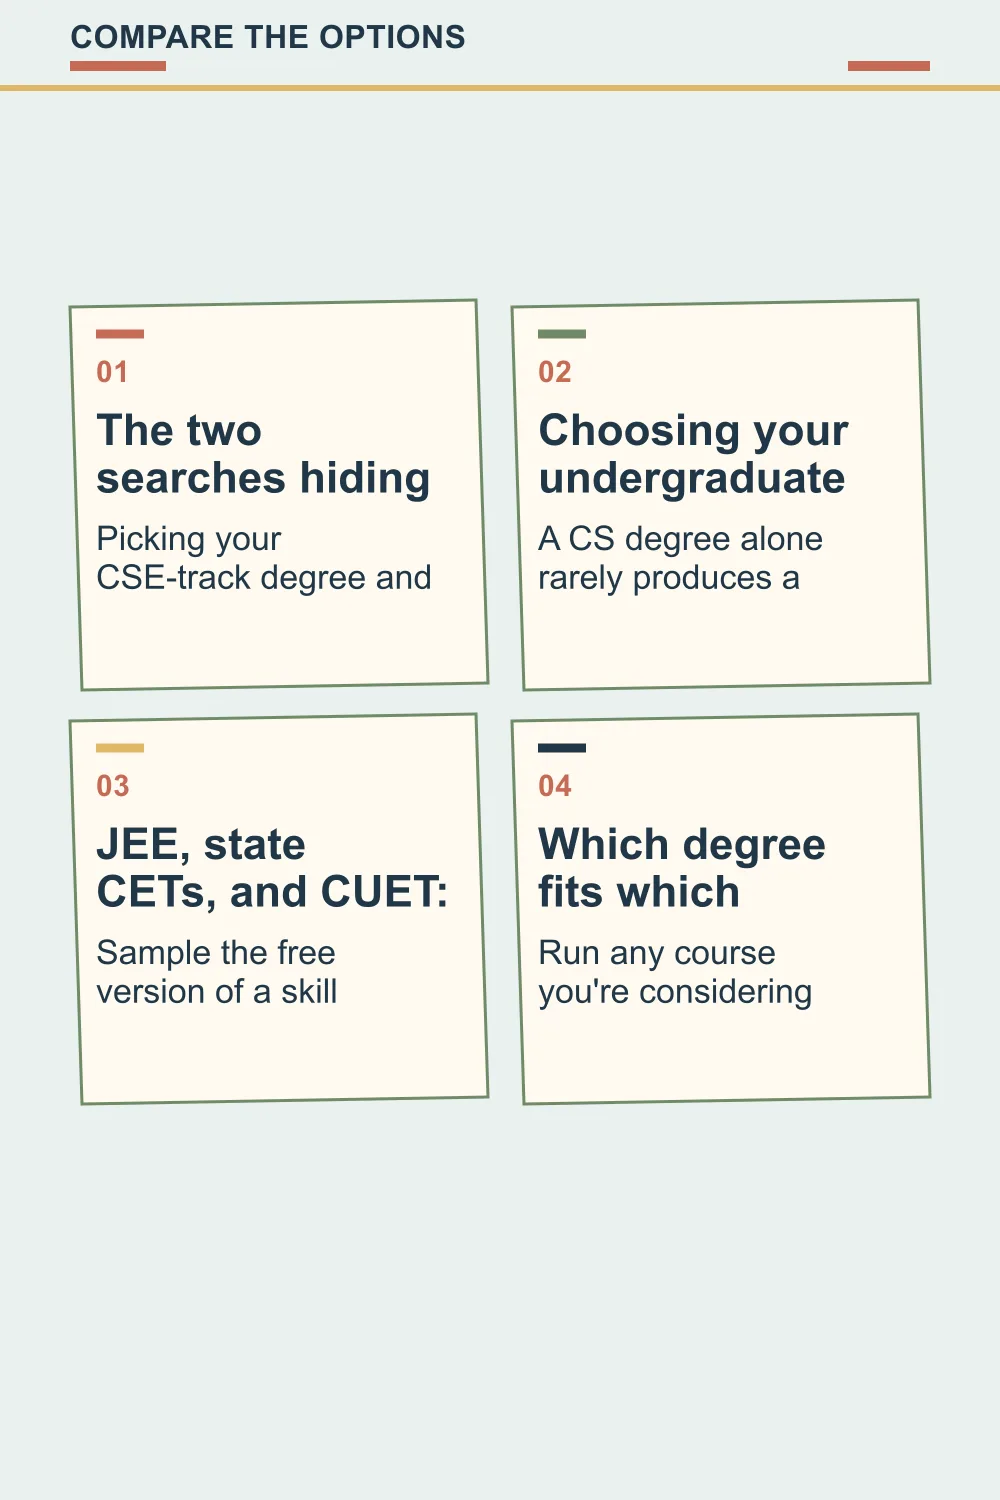 COMPARE THE OPTIONS
01
The two
searches hiding
Picking your
CSE-track degree and
02
Choosing your
undergraduate
A CS degree alone
rarely produces a
03
JEE, state
CETs, and CUET:
Sample the free
version of a skill
04
Which degree
fits which
Run any course
you're considering